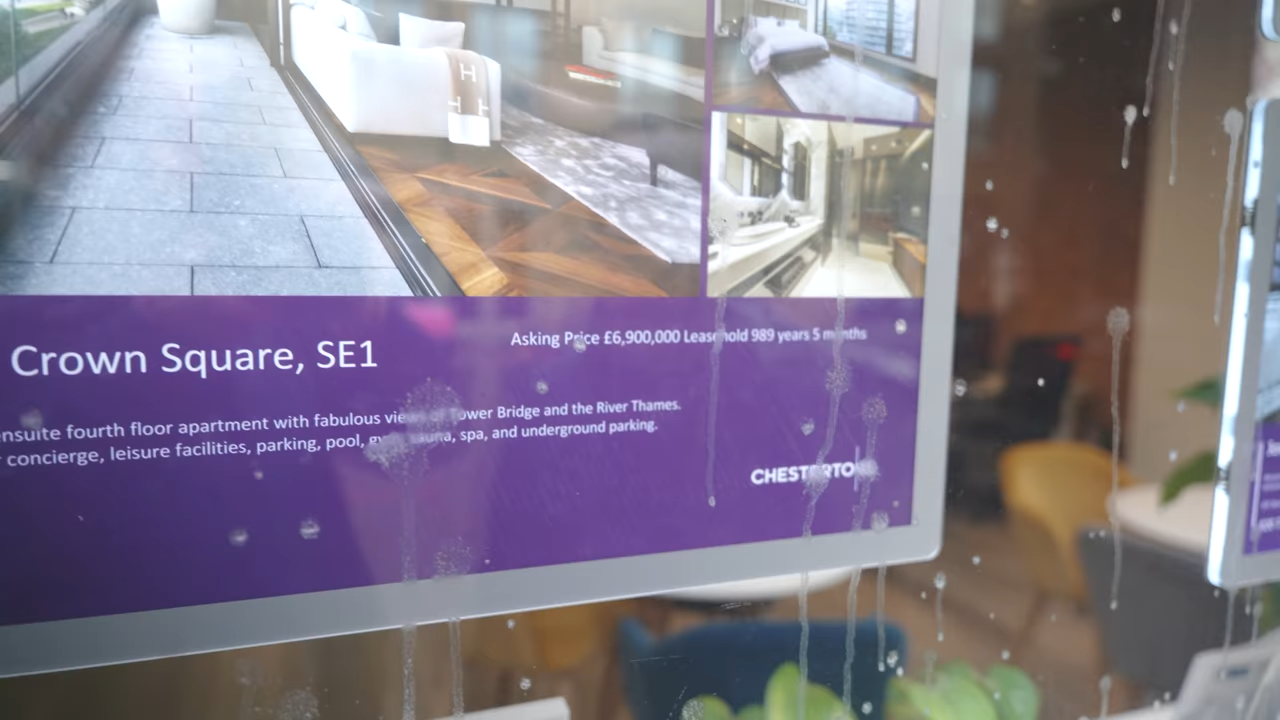 H
H H
Crown Square, SE1
Asking Price £6,900,000 Leasehold 989 years 5 months
ensuite fourth floor apartment with fabulous views of Tower Bridge and the River Thames.
concierge, leisure facilities, parking, pool, gym, sauna, spa, and underground parking.
CHESTERTONS